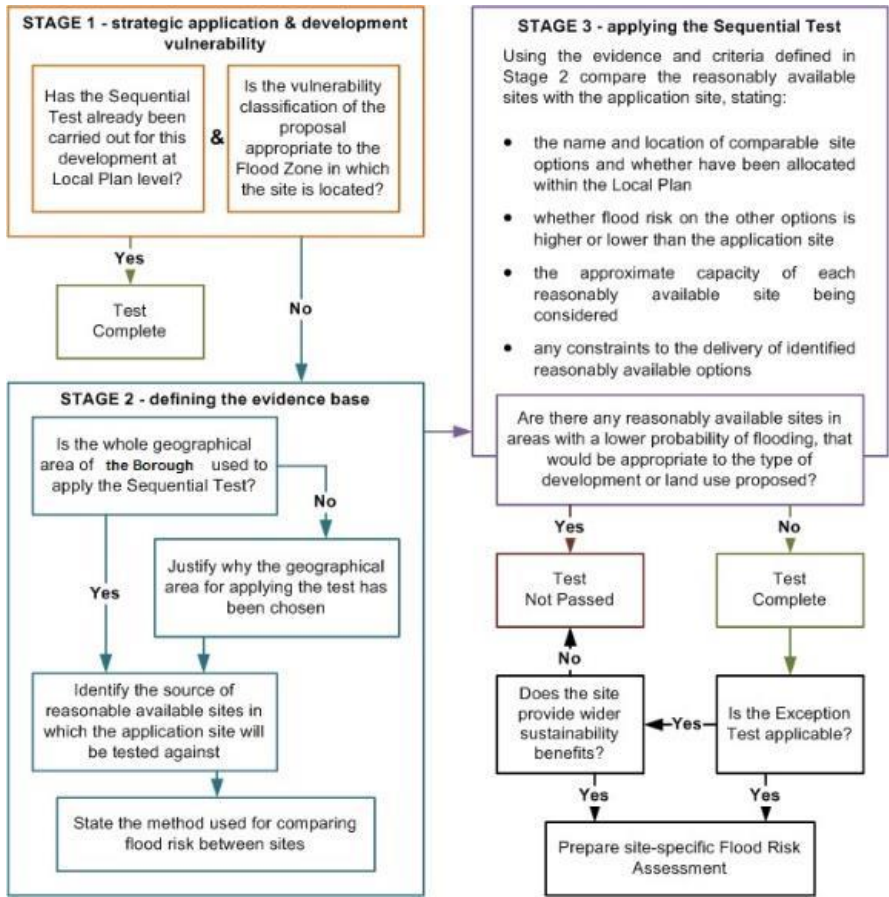 STAGE 1 - strategic application & development
vulnerability
Has the Sequential
Test already been
carried out for this
development at
Local Plan level?
&
Is the vulnerability
classification of the
proposal
appropriate to the
Flood Zone in which
the site is located?
Yes
No
Test
Complete
STAGE 2 - defining the evidence base
Is the whole geographical
area of the Borough used to
apply the Sequential Test?
No
Yes
Justify why the geographical
area for applying the test has
been chosen
Identify the source of
reasonable available sites in
which the application site will
be tested against
State the method used for comparing
flood risk between sites
STAGE 3 - applying the Sequential Test
Using the evidence and criteria defined in
Stage 2 compare the reasonably available
sites with the application site, stating:
• the name and location of comparable site
options and whether have been allocated
within the Local Plan
• whether flood risk on the other options is
higher or lower than the application site
• the approximate capacity of each
reasonably available site being
considered
• any constraints to the delivery of identified
reasonably available options
Are there any reasonably available sites in
areas with a lower probability of flooding, that
would be appropriate to the type of
development or land use proposed?
Yes
No
Test
Not Passed
Test
Complete
No
Does the site
provide wider
sustainability
benefits?
Yes
Is the Exception
Test applicable?
Yes
Yes
Prepare site-specific Flood Risk
Assessment